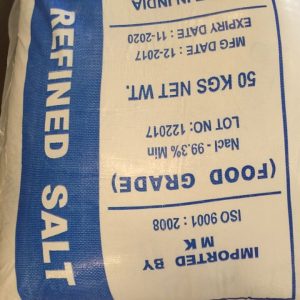 REFINED SALT
IMPORTED BY
M K
ISO 9001 : 2008
(FOOD GRADE)
Nacl - 99.3% Min
LOT NO: 122017
50 KGS NET WT.
MFG DATE : 12-2017
EXPIRY DATE : 11-2020
IN INDIA